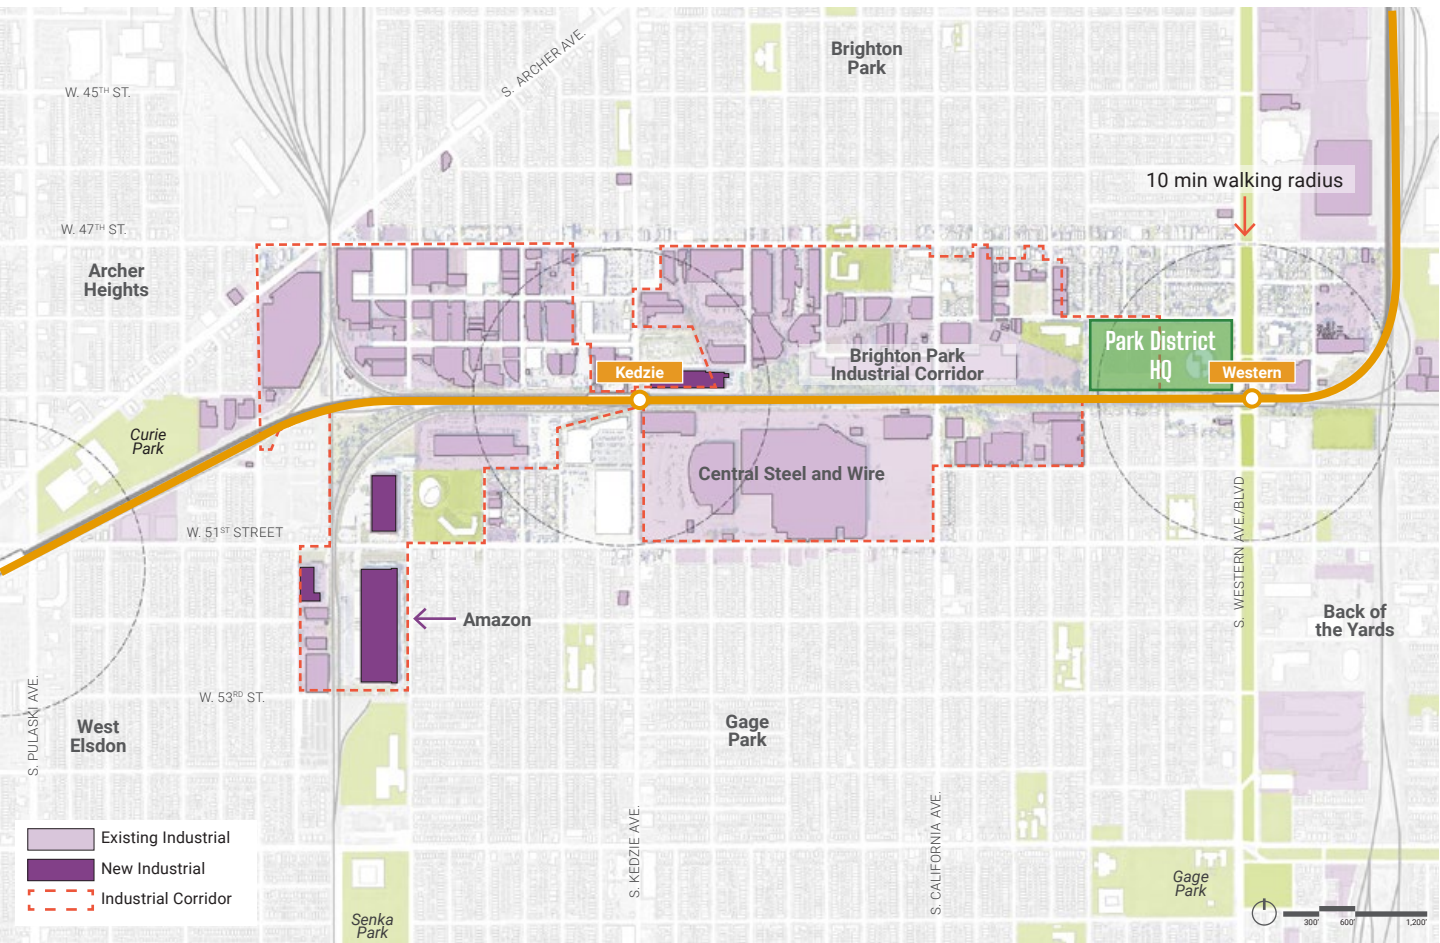 Brighton
Park
S. ARCHER AVE.
W. 45TH ST.
10 min walking radius
W. 47TH ST.
Archer
Heights
Park District
HQ
Brighton Park
Industrial Corridor
Kedzie
Western
Curie
Park
Central Steel and Wire
W. 51ST STREET
S. WESTERN AVE./BLVD
Amazon
Back of
the Yards
W. 53RD ST.
S. PULASKI AVE.
West
Elsdon
Gage
Park
S. KEDZIE AVE.
S. CALIFORNIA AVE.
Existing Industrial
New Industrial
Industrial Corridor
Gage
Park
Senka
Park
300'
600'
1,200'